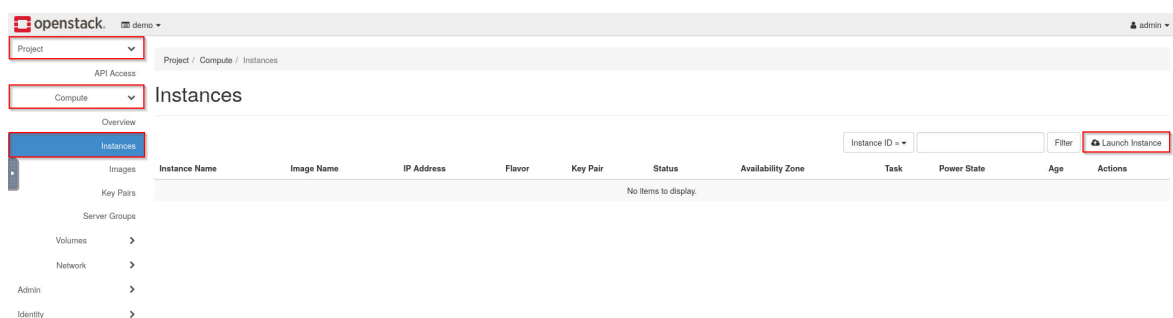 openstack. demo admin
Project
Project / Compute / Instances
API Access
Compute
Instances
Overview
Instances
Instance ID = Filter Launch Instance
Images
Instance Name Image Name IP Address Flavor Key Pair Status Availability Zone Task Power State Age Actions
Key Pairs
No items to display.
Server Groups
Volumes
Network
Admin
Identity